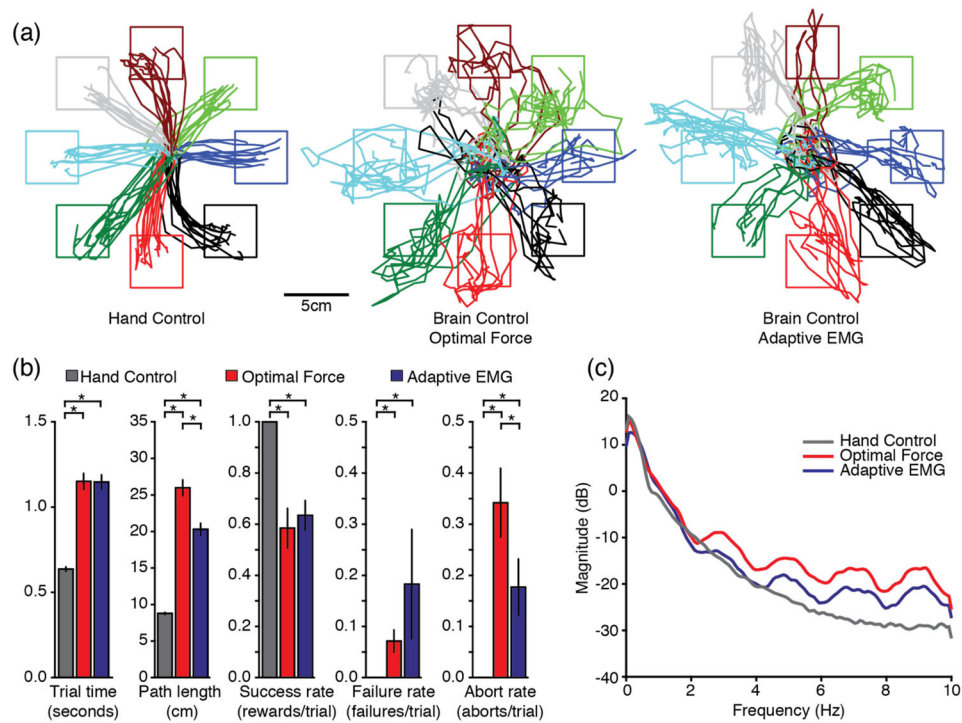 (a)
Hand Control
5cm
Brain Control
Optimal Force
Brain Control
Adaptive EMG
(b)
Hand Control
Optimal Force
Adaptive EMG
* * *
1.5
1.0
0.5
0.0
Trial time
(seconds)
* * *
35
30
25
20
15
10
5
0
Path length
(cm)
* *
1.0
0.8
0.6
0.4
0.2
0.0
Success rate
(rewards/trial)
* *
0.5
0.4
0.3
0.2
0.1
0.0
Failure rate
(failures/trial)
* * *
0.5
0.4
0.3
0.2
0.1
0.0
Abort rate
(aborts/trial)
(c)
Hand Control
Optimal Force
Adaptive EMG
Magnitude (dB)
20
10
0
-10
-20
-30
-40
0 2 4 6 8 10
Frequency (Hz)